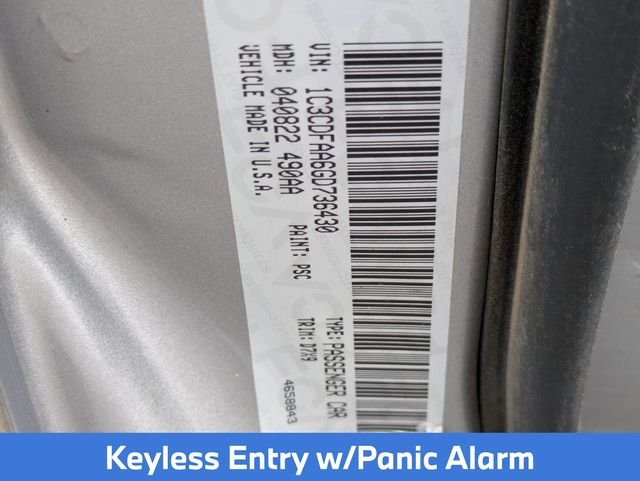 VIN: 1C3CDFAA6GD736430
MDH: 040822 490AA
VEHICLE MADE IN U.S.A.
PAINT: PSC
TYPE: PASSENGER CAR
TRIM: D7X9
4658843
Keyless Entry w/Panic Alarm